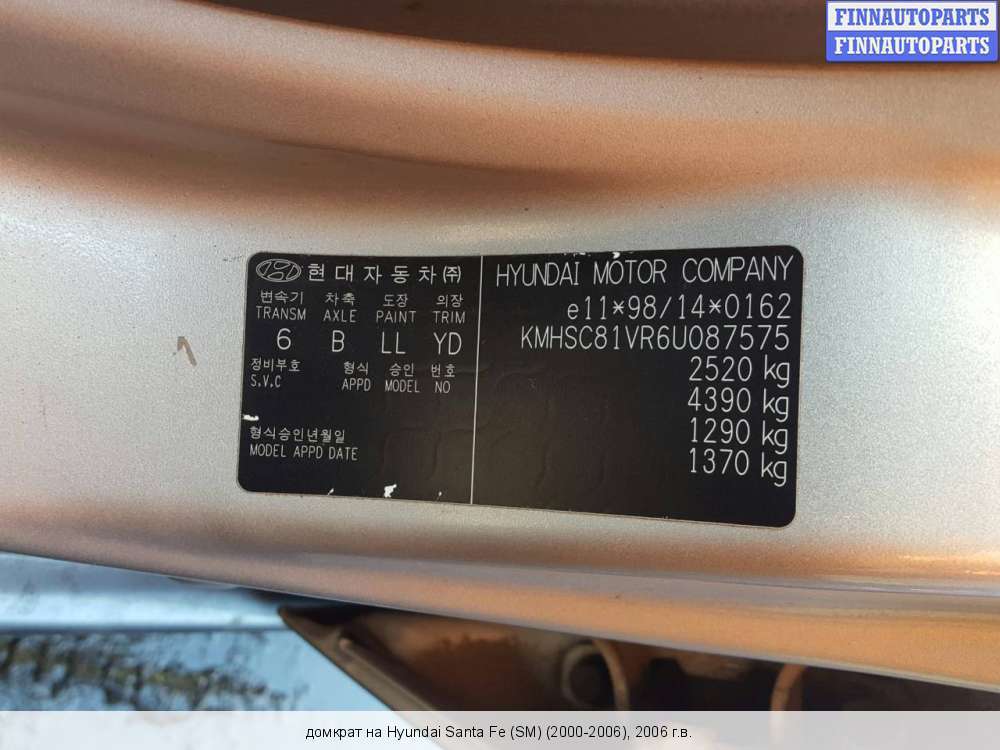 FINNAUTOPARTS
FINNAUTOPARTS
현대자동차㈜
변속기 차축 도장 의장
TRANSM AXLE PAINT TRIM
6 B LL YD
정비부호 형식 승인 번호
S.V.C APPD MODEL NO
형식승인년월일
MODEL APPD DATE
HYUNDAI MOTOR COMPANY
e11*98/14*0162
KMHSC81VR6U087575
2520 kg
4390 kg
1290 kg
1370 kg
домкрат на Hyundai Santa Fe (SM) (2000-2006), 2006 г.в.